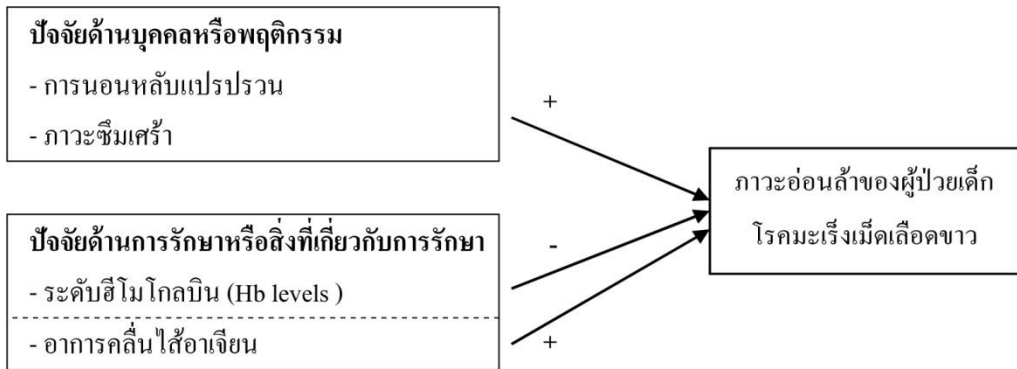 ปัจจัยด้านบุคคลหรือพฤติกรรม
- การนอนหลับแปรปรวน
- ภาวะซึมเศร้า
+
ภาวะอ่อนล้าของผู้ป่วยเด็ก
โรคมะเร็งเม็ดเลือดขาว
ปัจจัยด้านการรักษาหรือสิ่งที่เกี่ยวกับการรักษา
-
- ระดับฮีโมโกลบิน (Hb levels )
- อาการคลื่นไส้อาเจียน
+